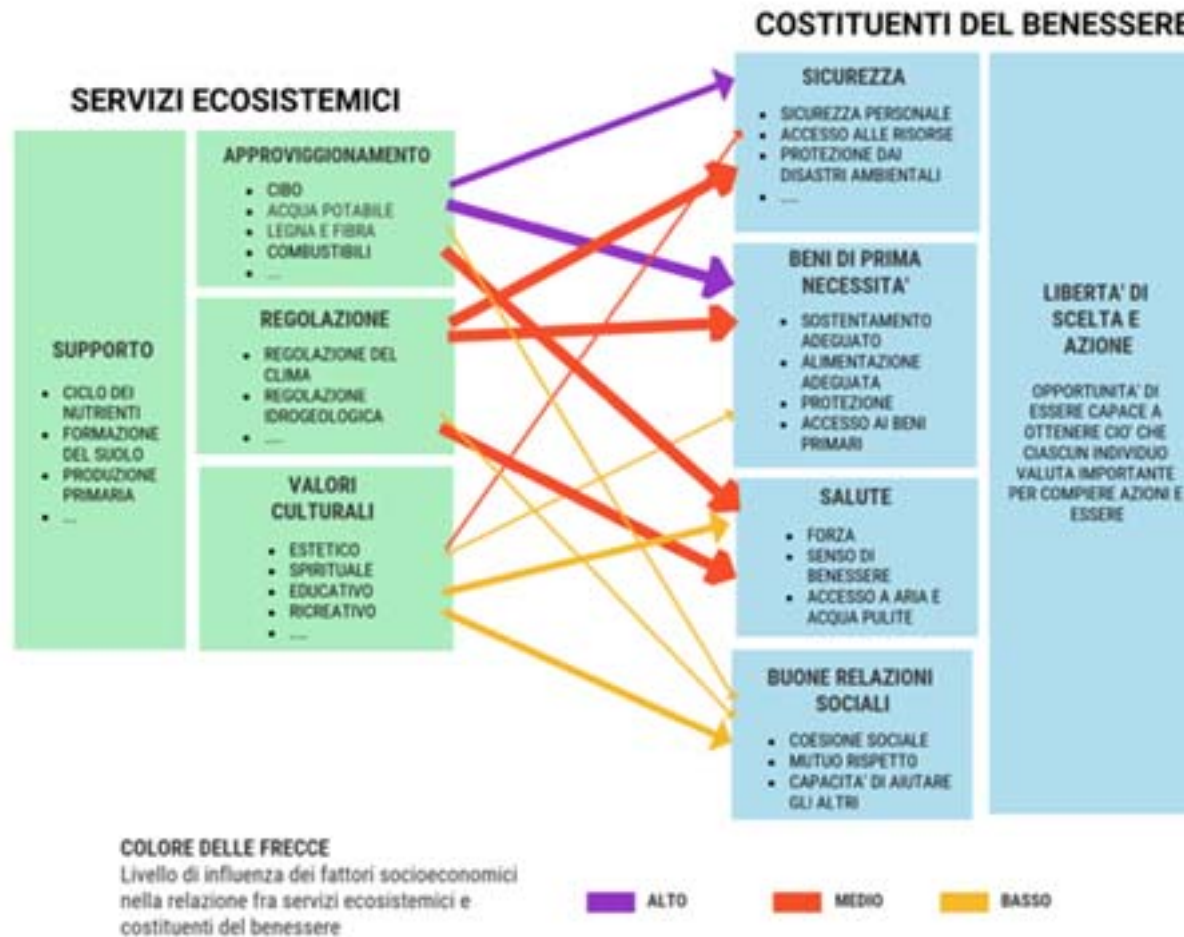 COSTITUENTI DEL BENESSERE
SERVIZI ECOSISTEMICI
SUPPORTO
• CICLO DEI
NUTRIENTI
• FORMAZIONE
DEL SUOLO
• PRODUZIONE
PRIMARIA
• ...
APPROVIGGIONAMENTO
• CIBO
• ACQUA POTABILE
• LEGNA E FIBRA
• COMBUSTIBILI
• ....
REGOLAZIONE
• REGOLAZIONE DEL
CLIMA
• REGOLAZIONE
IDROGEOLOGICA
• .....
VALORI
CULTURALI
• ESTETICO
• SPIRITUALE
• EDUCATIVO
• RICREATIVO
• .....
SICUREZZA
• SICUREZZA PERSONALE
• ACCESSO ALLE RISORSE
• PROTEZIONE DAI
DISASTRI AMBIENTALI
• .....
BENI DI PRIMA
NECESSITA'
• SOSTENTAMENTO
ADEGUATO
• ALIMENTAZIONE
ADEGUATA
• PROTEZIONE
• ACCESSO AI BENI
PRIMARI
SALUTE
• FORZA
• SENSO DI
BENESSERE
• ACCESSO A ARIA E
ACQUA PULITE
BUONE RELAZIONI
SOCIALI
• COESIONE SOCIALE
• MUTUO RISPETTO
• CAPACITA' DI AIUTARE
GLI ALTRI
LIBERTA' DI
SCELTA E
AZIONE
OPPORTUNITA' DI
ESSERE CAPACE A
OTTENERE CIO' CHE
CIASCUN INDIVIDUO
VALUTA IMPORTANTE
PER COMPIERE AZIONI E
ESSERE
COLORE DELLE FRECCE
Livello di influenza dei fattori socioeconomici
nella relazione fra servizi ecosistemici e
costituenti del benessere
ALTO
MEDIO
BASSO